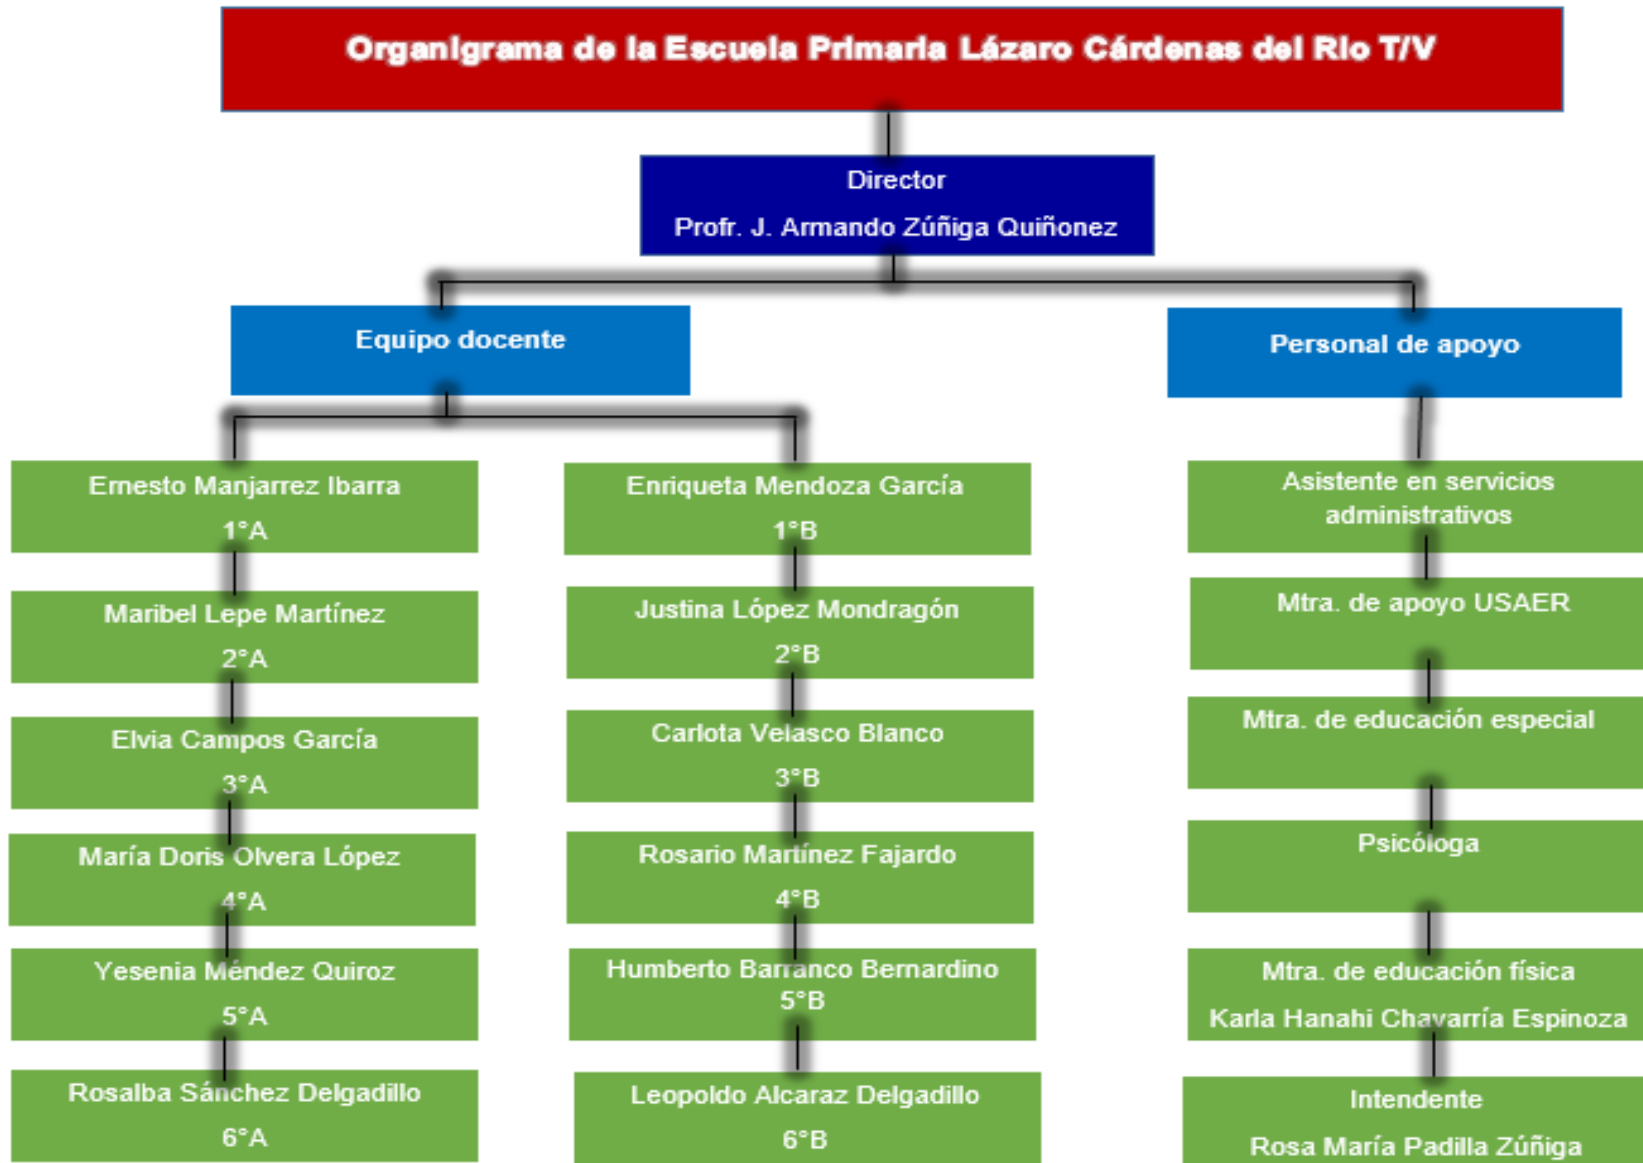 Organigrama de la Escuela Primaria Lázaro Cárdenas del Rio T/V
Director
Profr. J. Armando Zúñiga Quiñonez
Equipo docente
Personal de apoyo
Ernesto Manjarrez Ibarra
1°A
Maribel Lepe Martínez
2°A
Elvia Campos García
3°A
María Doris Olvera López
4°A
Yesenia Méndez Quiroz
5°A
Rosalba Sánchez Delgadillo
6°A
Enriqueta Mendoza García
1°B
Justina López Mondragón
2°B
Carlota Velasco Blanco
3°B
Rosario Martínez Fajardo
4°B
Humberto Barranco Bernardino
5°B
Leopoldo Alcaraz Delgadillo
6°B
Asistente en servicios
administrativos
Mtra. de apoyo USAER
Mtra. de educación especial
Psicóloga
Mtra. de educación física
Karla Hanahi Chavarría Espinoza
Intendente
Rosa María Padilla Zúñiga